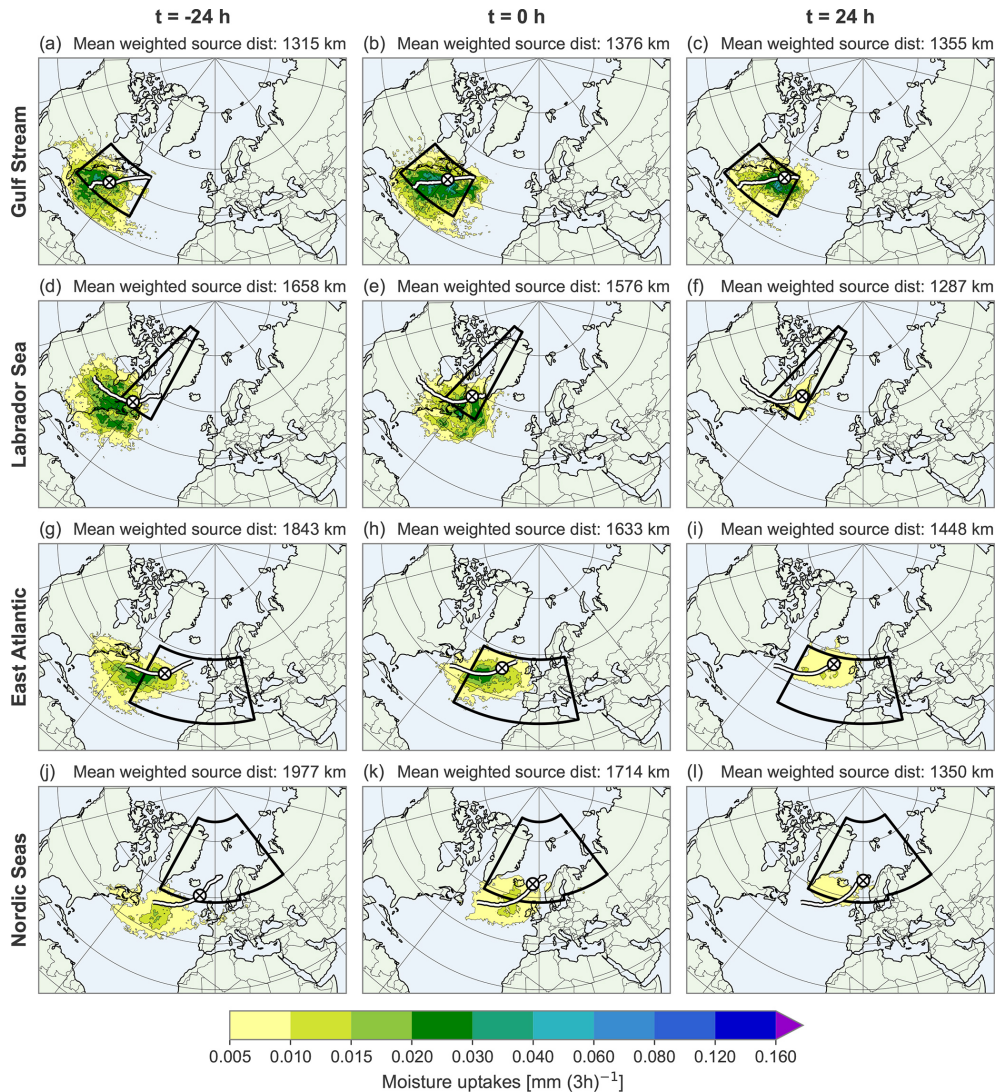 t = -24 h
t = 0 h
t = 24 h
(a) Mean weighted source dist: 1315 km
(b) Mean weighted source dist: 1376 km
(c) Mean weighted source dist: 1355 km
Gulf Stream
(d) Mean weighted source dist: 1658 km
(e) Mean weighted source dist: 1576 km
(f) Mean weighted source dist: 1287 km
Labrador Sea
(g) Mean weighted source dist: 1843 km
(h) Mean weighted source dist: 1633 km
(i) Mean weighted source dist: 1448 km
East Atlantic
(j) Mean weighted source dist: 1977 km
(k) Mean weighted source dist: 1714 km
(l) Mean weighted source dist: 1350 km
Nordic Seas
0.005 0.010 0.015 0.020 0.030 0.040 0.060 0.080 0.120 0.160
Moisture uptakes [mm (3h)⁻¹]